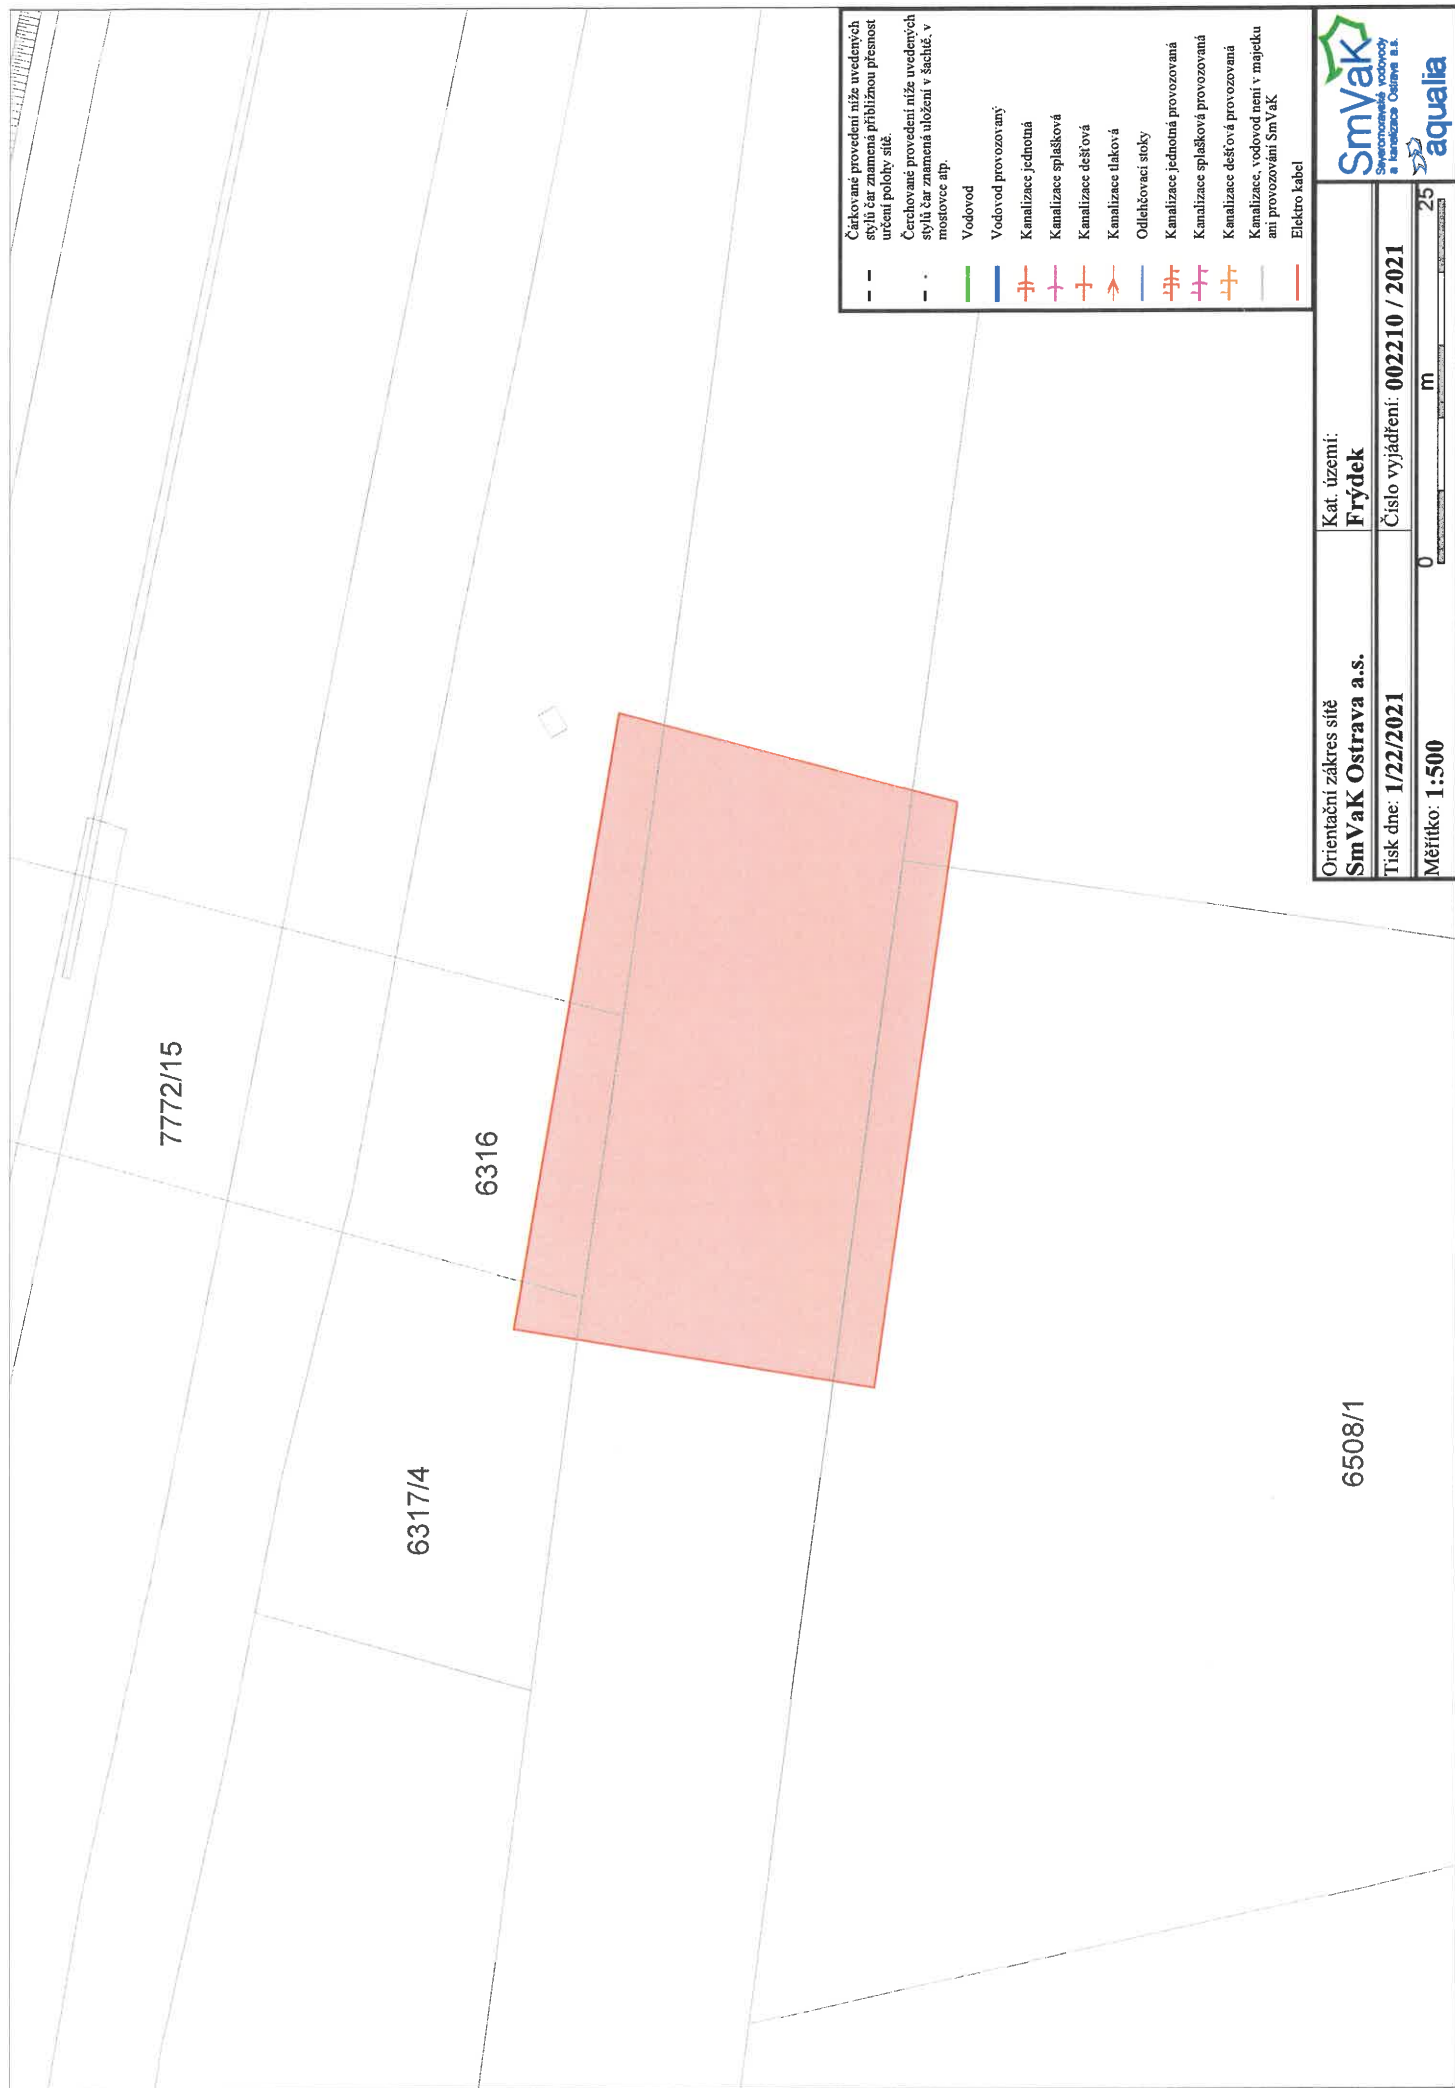 7772/15
6316
6317/4
6508/1
Čárkované provedení níže uvedených
stylů čar znamená přibližnou přesnost
určení polohy sítě.
Čerchované provedení níže uvedených
stylů čar znamená uložení v šachtě, v
mostovce atp.
Vodovod
Vodovod provozovaný
Kanalizace jednotná
Kanalizace splašková
Kanalizace dešťová
Kanalizace tlaková
Odlehčovací stoky
Kanalizace jednotná provozovaná
Kanalizace splašková provozovaná
Kanalizace dešťová provozovaná
Kanalizace, vodovod není v majetku
ani provozování SmVaK
Elektro kabel
Orientační zákres sítě
SmVaK Ostrava a.s.
Kat. území:
Frýdek
Tisk dne: 1/22/2021
Číslo vyjádření: 002210 / 2021
Měřítko: 1:500
0 m 25
SmVaK
Severomoravské vodovody
a kanalizace Ostrava a.s.
aqualia